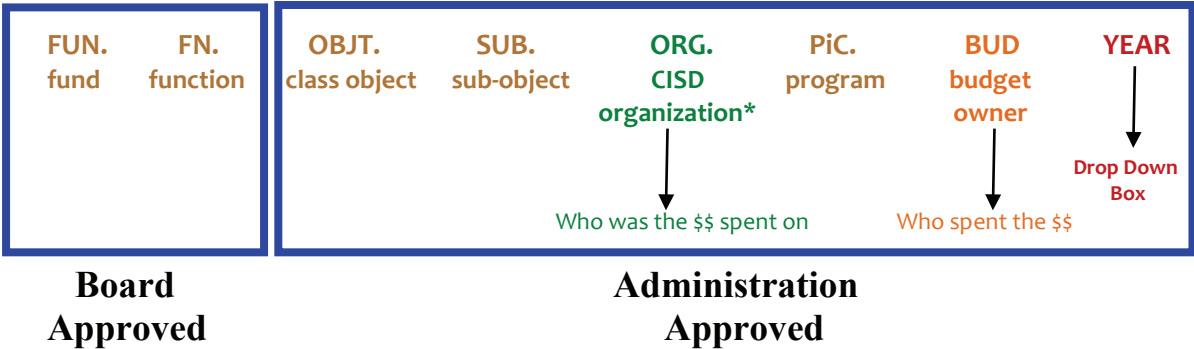 FUN. FN. OBJT. SUB. ORG. PiC. BUD YEAR
fund function class object sub-object CISD program budget
organization* owner
Drop Down
Box
Who was the $$ spent on Who spent the $$
Board Administration
Approved Approved